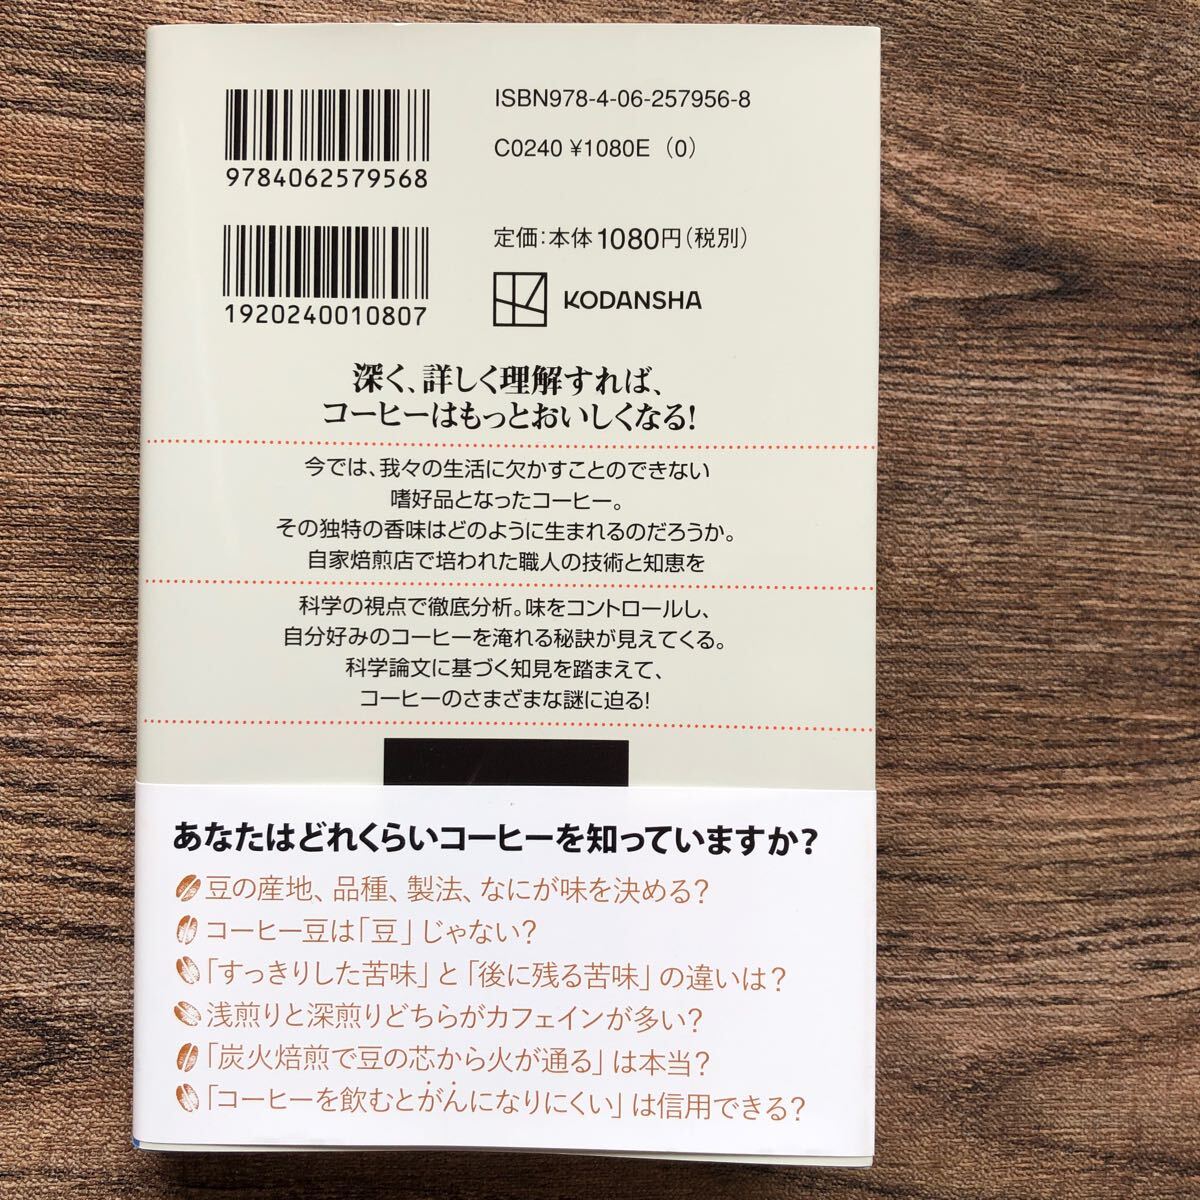 ISBN978-4-06-257956-8
C0240 ¥1080E (0)
9784062579568
定価:本体1080円(税別)
1920240010807
KODANSHA
深く、詳しく理解すれば、
コーヒーはもっとおいしくなる!
今では、我々の生活に欠かすことのできない
嗜好品となったコーヒー。
その独特の香味はどのように生まれるのだろうか。
自家焙煎店で培われた職人の技術と知恵を
科学の視点で徹底分析。味をコントロールし、
自分好みのコーヒーを淹れる秘訣が見えてくる。
科学論文に基づく知見を踏まえて、
コーヒーのさまざまな謎に迫る!
あなたはどれくらいコーヒーを知っていますか?
豆の産地、品種、製法、なにが味を決める?
コーヒー豆は「豆」じゃない?
「すっきりした苦味」と「後に残る苦味」の違いは?
浅煎りと深煎りどちらがカフェインが多い?
「炭火焙煎で豆の芯から火が通る」は本当?
「コーヒーを飲むとがんになりにくい」は信用できる?